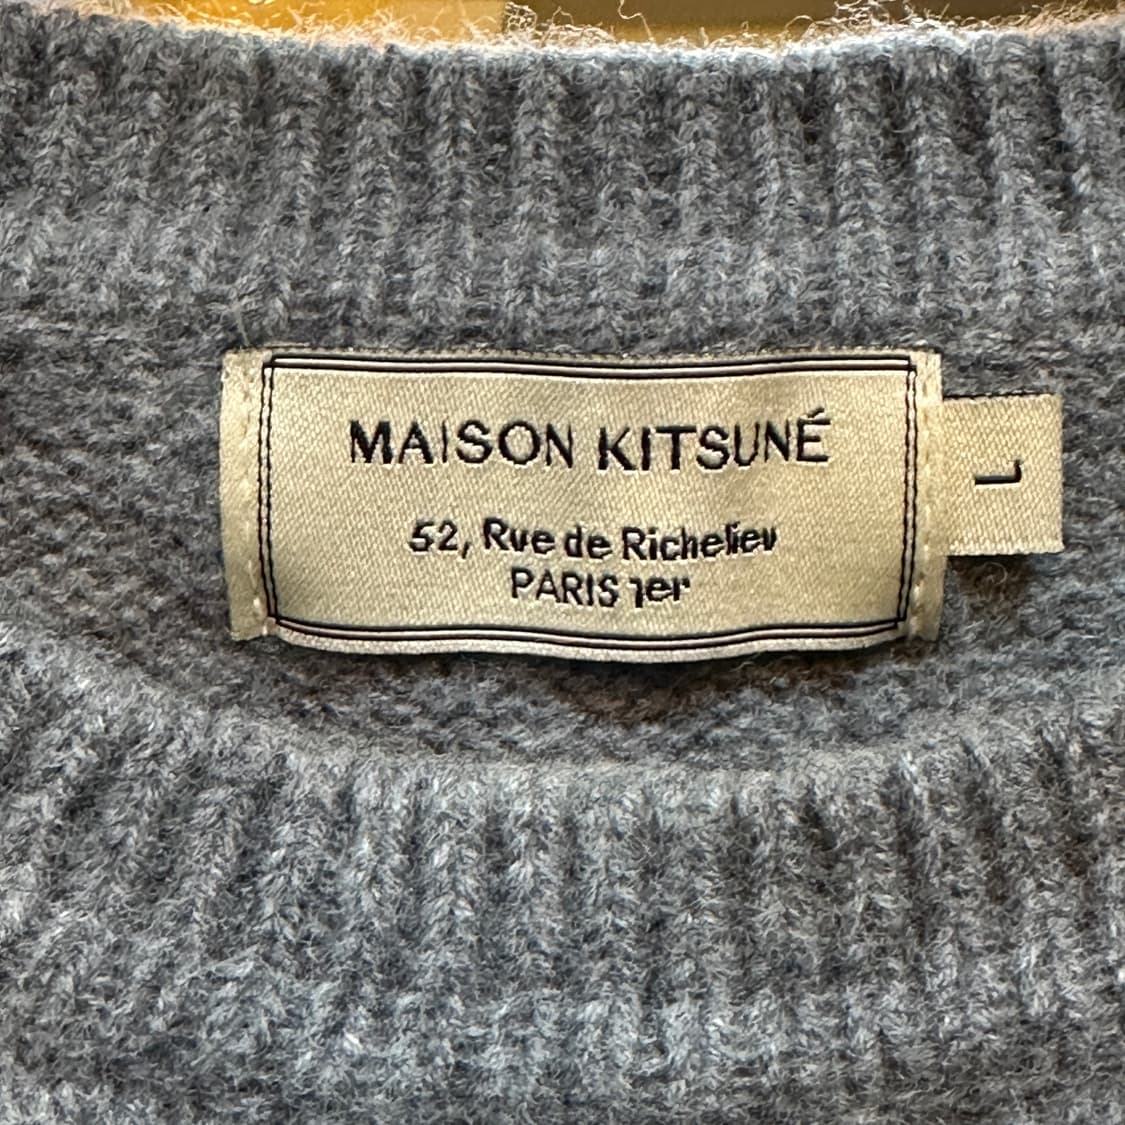 MAISON KITSUNÉ
52, Rue de Richelieu
PARIS 1er
L